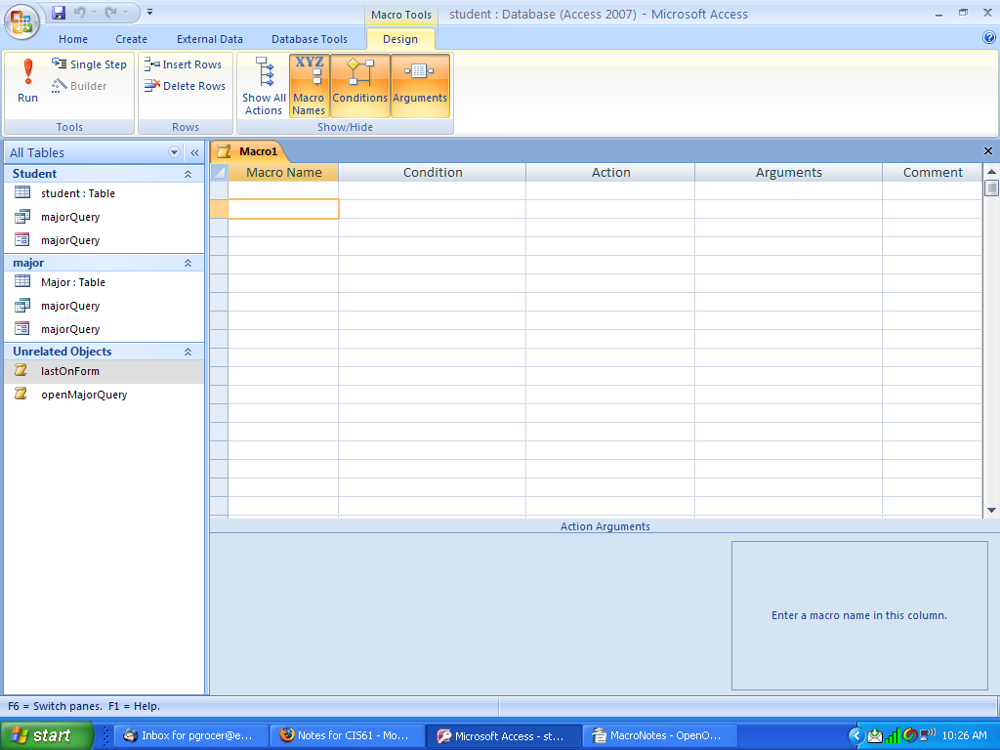 Macro Tools
student : Database (Access 2007) - Microsoft Access
Home Create External Data Database Tools Design
Run
Single Step
Builder
Tools
Insert Rows
Delete Rows
Rows
Show All Actions
XYZ
Macro Names
Conditions
Arguments
Show/Hide
All Tables
Student
student : Table
majorQuery
majorQuery
major
Major : Table
majorQuery
majorQuery
Unrelated Objects
lastOnForm
openMajorQuery
Macro1
Macro Name Condition Action Arguments Comment
Action Arguments
Enter a macro name in this column.
F6 = Switch panes. F1 = Help.
start
Inbox for pgrocer@e...
Notes for CIS61 - Mo...
Microsoft Access - st...
MacroNotes - OpenO...
10:26 AM